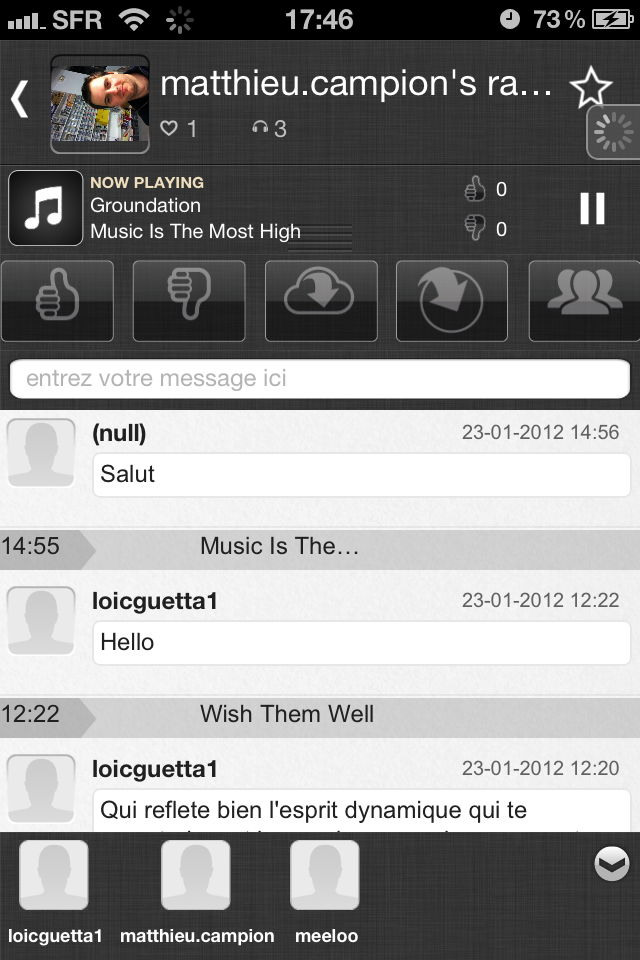 SFR 17:46 73%
matthieu.campion's ra...
1 3
NOW PLAYING
Groundation
Music Is The Most High
0
0
entrez votre message ici
(null) 23-01-2012 14:56
Salut
14:55 Music Is The...
loicguetta1 23-01-2012 12:22
Hello
12:22 Wish Them Well
loicguetta1 23-01-2012 12:20
Qui reflete bien l'esprit dynamique qui te
loicguetta1 matthieu.campion meeloo